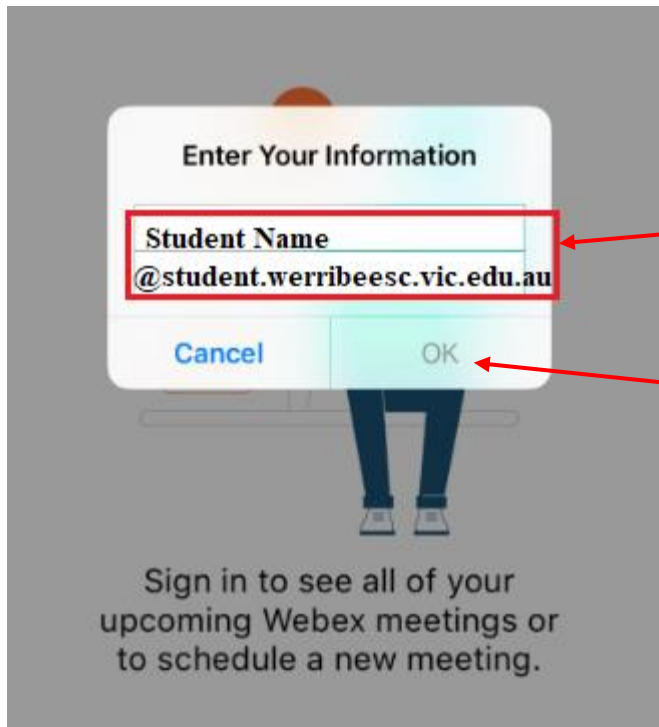 Enter Your Information
Student Name
@student.werribeesc.vic.edu.au
Cancel OK
Sign in to see all of your
upcoming Webex meetings or
to schedule a new meeting.